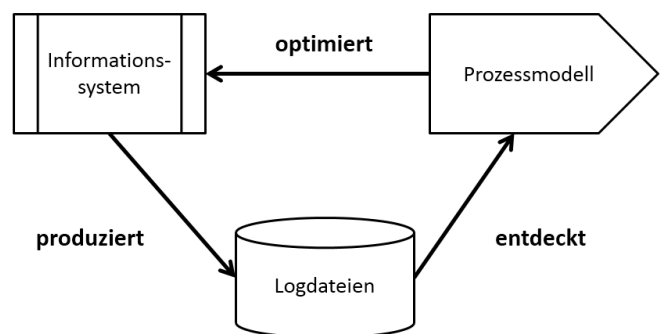 optimiert
Informations-
system
Prozessmodell
produziert
entdeckt
Logdateien